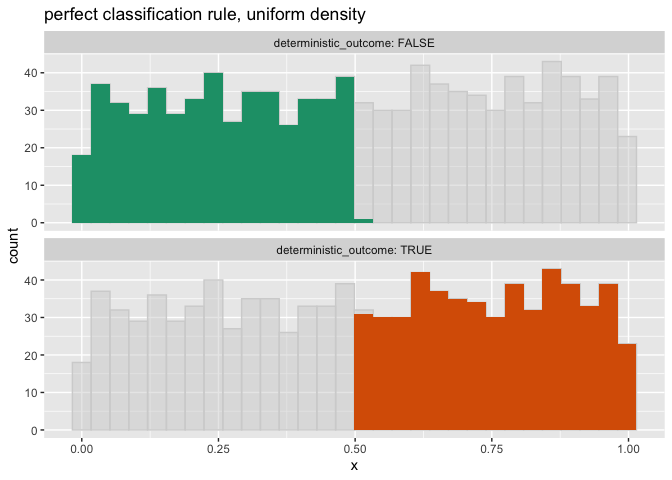 perfect classification rule, uniform density
deterministic_outcome: FALSE
40
30
20
10
0
count
deterministic_outcome: TRUE
40
30
20
10
0
0.00 0.25 0.50 0.75 1.00
x